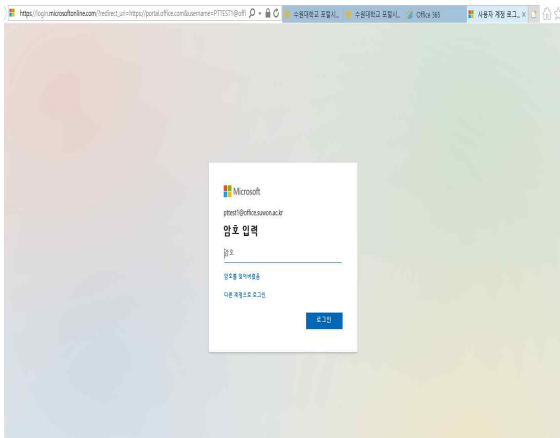 https://login.microsoftonline.com/?redirect_uri=https://portal.office.com&username=PTTEST1@offi
수원대학교 포털시...
수원대학교 포털시...
Office 365
사용자 계정 로그...
Microsoft
pttest1@office.suwon.ac.kr
암호 입력
암호
암호를 잊어버렸음
다른 계정으로 로그인
로그인